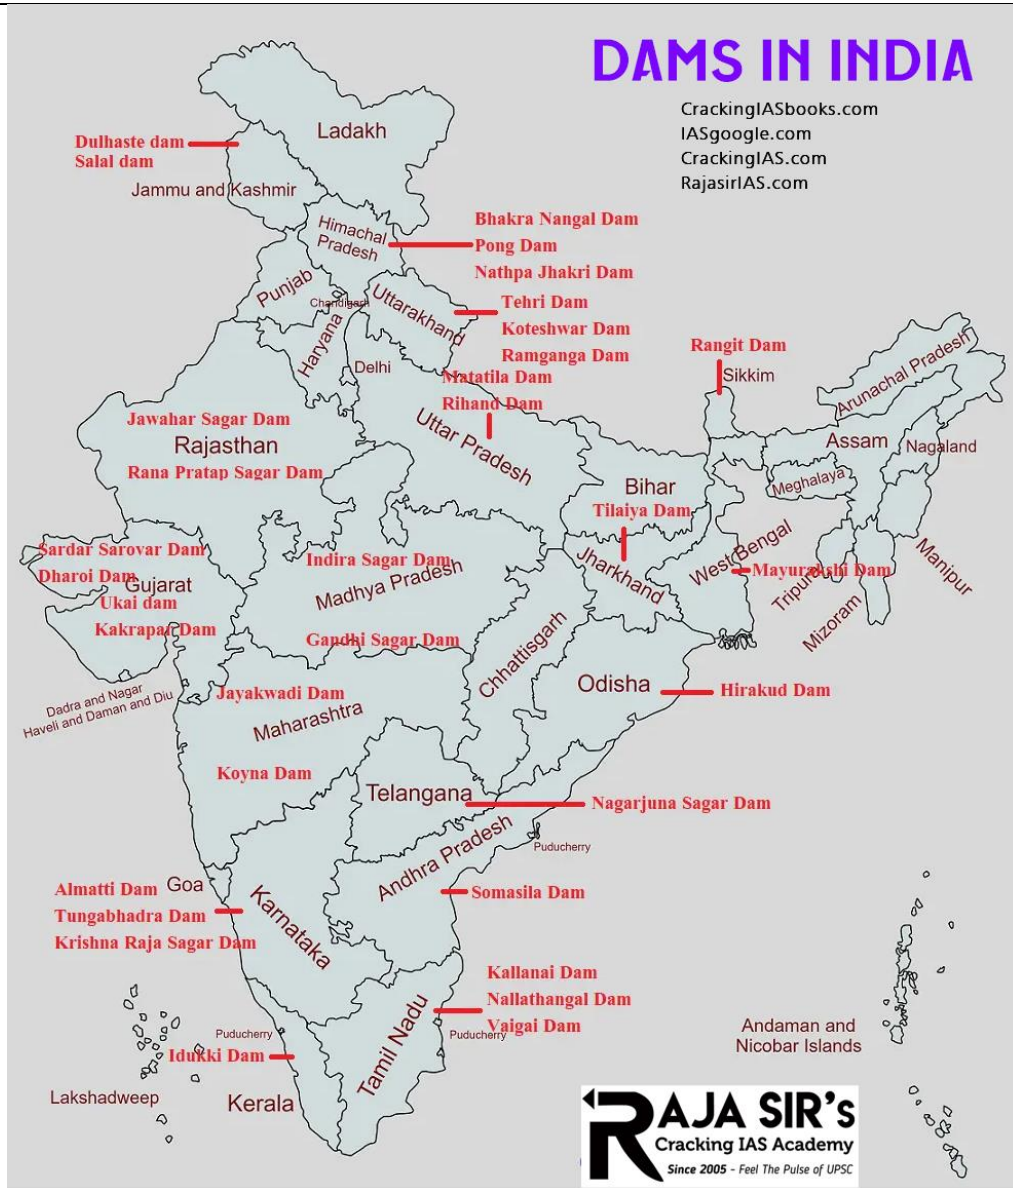 DAMS IN INDIA
CrackingIASbooks.com
IASgoogle.com
CrackingIAS.com
RajasirIAS.com
Ladakh
Dulhaste dam
Salal dam
Jammu and Kashmir
Himachal
Pradesh
Bhakra Nangal Dam
Pong Dam
Nathpa Jhakri Dam
Punjab
Chandigarh
Uttarakhand
Tehri Dam
Koteshwar Dam
Ramganga Dam
Haryana
Delhi
Matatila Dam
Rihand Dam
Uttar Pradesh
Rangit Dam
Sikkim
Arunachal Pradesh
Assam
Nagaland
Meghalaya
Manipur
Jawahar Sagar Dam
Rajasthan
Rana Pratap Sagar Dam
Bihar
Tilaiya Dam
Jharkhand
West Bengal
Mayurakshi Dam
Tripura
Mizoram
Sardar Sarovar Dam
Dharoi Dam
Gujarat
Ukai dam
Kakrapar Dam
Indira Sagar Dam
Madhya Pradesh
Gandhi Sagar Dam
Chhattisgarh
Odisha
Hirakud Dam
Dadra and Nagar
Haveli and Daman and Diu
Jayakwadi Dam
Maharashtra
Koyna Dam
Telangana
Nagarjuna Sagar Dam
Andhra Pradesh
Puducherry
Somasila Dam
Goa
Almatti Dam
Tungabhadra Dam
Krishna Raja Sagar Dam
Karnataka
Kallanai Dam
Nallathangal Dam
Vaigai Dam
Tamil Nadu
Puducherry
Puducherry
Idukki Dam
Lakshadweep
Kerala
Andaman and
Nicobar Islands
RAJA SIR's
Cracking IAS Academy
Since 2005 - Feel The Pulse of UPSC